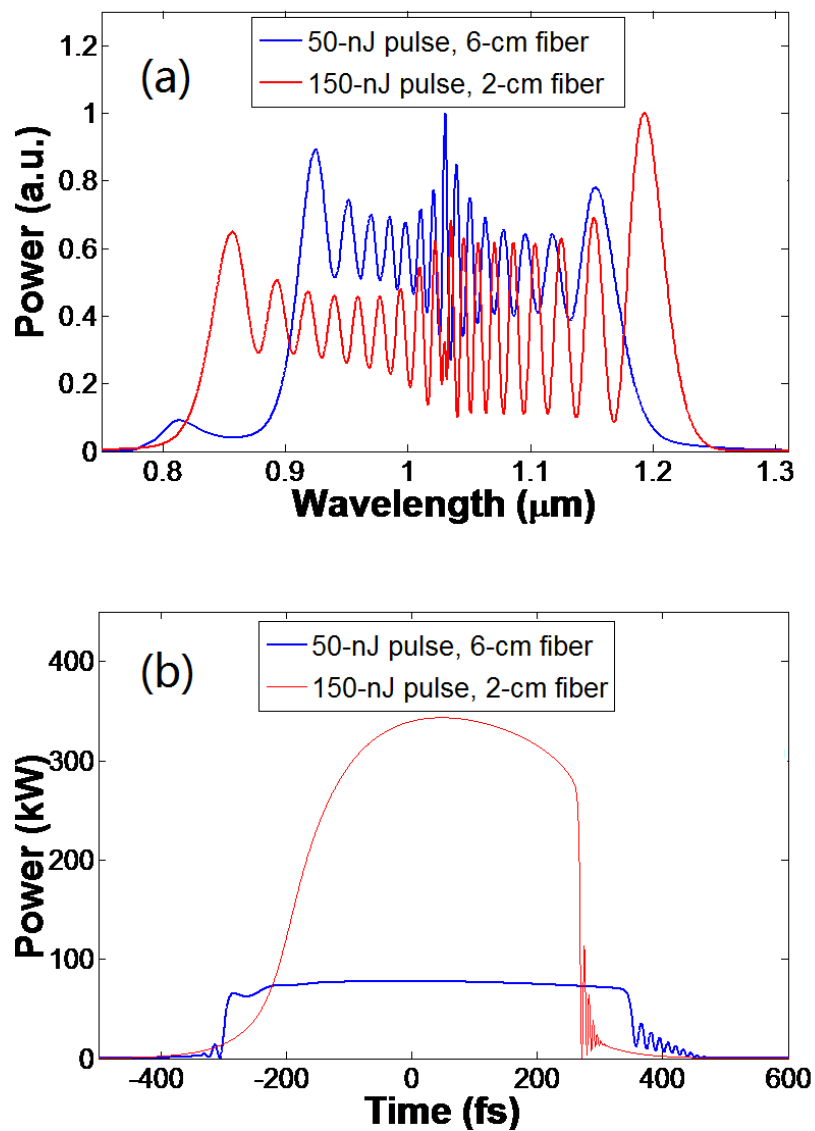 50-nJ pulse, 6-cm fiber
150-nJ pulse, 2-cm fiber
(a)
Power (a.u.)
1.2
1
0.8
0.6
0.4
0.2
0
0.8
0.9
1
1.1
1.2
1.3
Wavelength (μm)
50-nJ pulse, 6-cm fiber
150-nJ pulse, 2-cm fiber
(b)
Power (kW)
400
300
200
100
0
-400
-200
0
200
400
600
Time (fs)